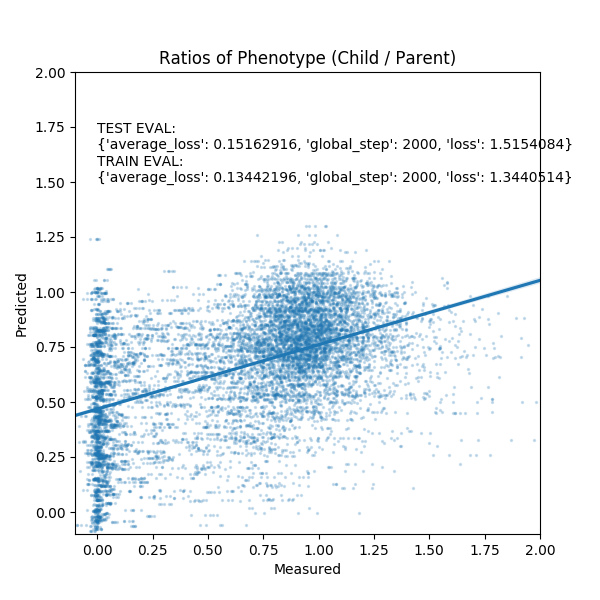 Ratios of Phenotype (Child / Parent)
2.00
1.75
1.50
1.25
1.00
0.75
0.50
0.25
0.00
Predicted
TEST EVAL:
{'average_loss': 0.15162916, 'global_step': 2000, 'loss': 1.5154084}
TRAIN EVAL:
{'average_loss': 0.13442196, 'global_step': 2000, 'loss': 1.3440514}
0.00 0.25 0.50 0.75 1.00 1.25 1.50 1.75 2.00
Measured